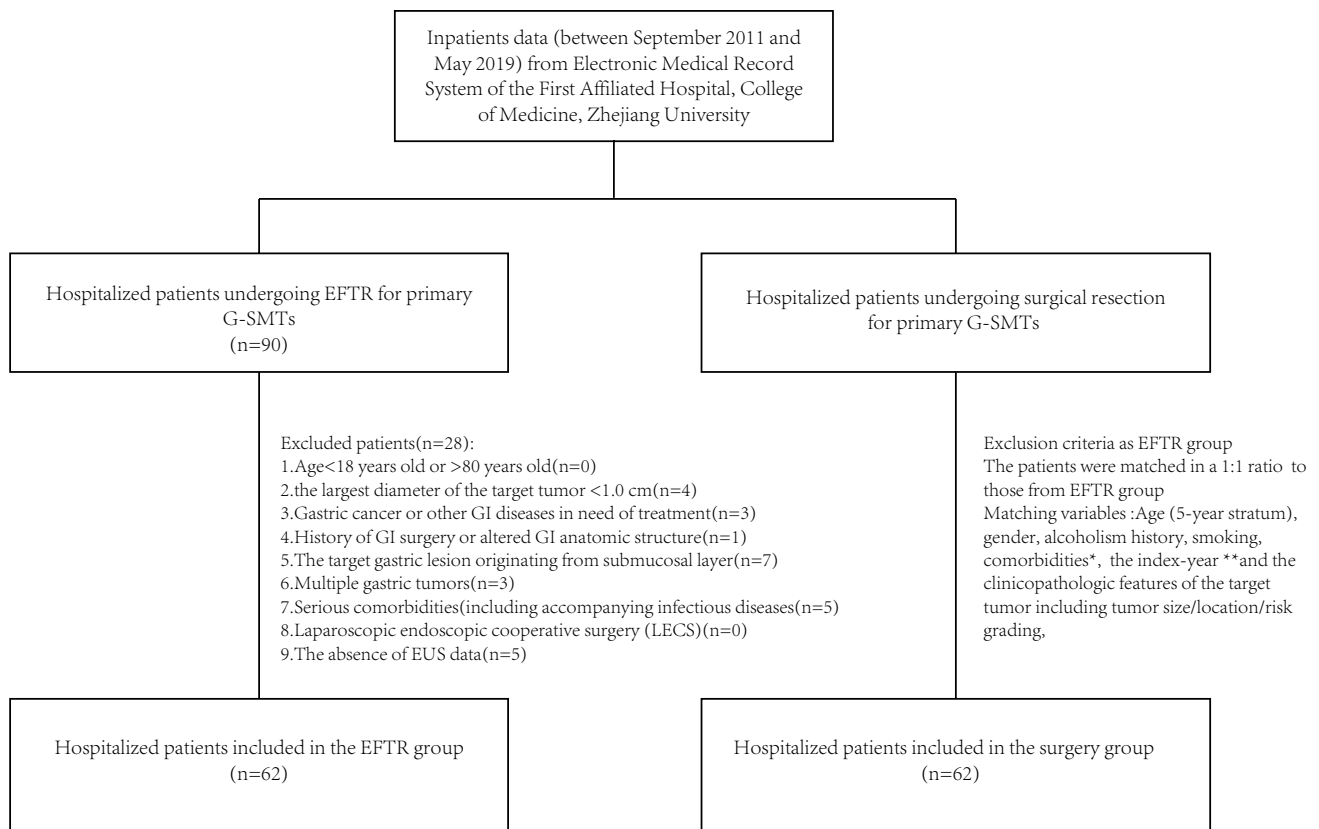 Inpatients data (between September 2011 and
May 2019) from Electronic Medical Record
System of the First Affiliated Hospital, College
of Medicine, Zhejiang University
Hospitalized patients undergoing EFTR for primary
G-SMTs
(n=90)
Hospitalized patients undergoing surgical resection
for primary G-SMTs
Excluded patients(n=28):
1.Age<18 years old or >80 years old(n=0)
2.the largest diameter of the target tumor <1.0 cm(n=4)
3.Gastric cancer or other GI diseases in need of treatment(n=3)
4.History of GI surgery or altered GI anatomic structure(n=1)
5.The target gastric lesion originating from submucosal layer(n=7)
6.Multiple gastric tumors(n=3)
7.Serious comorbidities(including accompanying infectious diseases(n=5)
8.Laparoscopic endoscopic cooperative surgery (LECS)(n=0)
9.The absence of EUS data(n=5)
Exclusion criteria as EFTR group
The patients were matched in a 1:1 ratio to
those from EFTR group
Matching variables :Age (5-year stratum),
gender, alcoholism history, smoking,
comorbidities*, the index-year **and the
clinicopathologic features of the target
tumor including tumor size/location/risk
grading,
Hospitalized patients included in the EFTR group
(n=62)
Hospitalized patients included in the surgery group
(n=62)